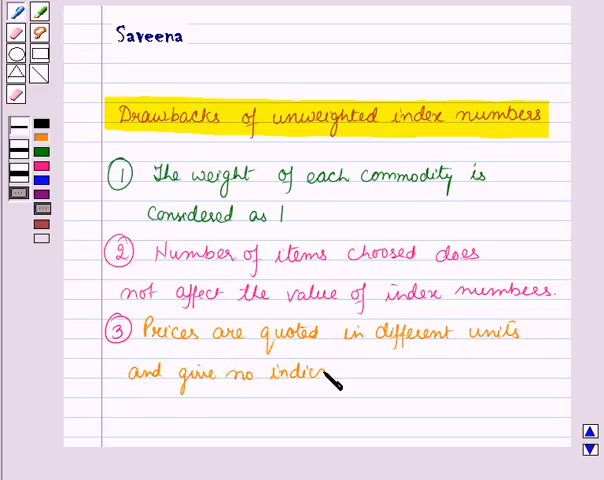 Saveena
Drawbacks of unweighted index numbers
1 The weight of each commodity is
considered as 1
2 Number of items choosed does
not affect the value of index numbers.
3 Prices are quoted in different units
and give no indic